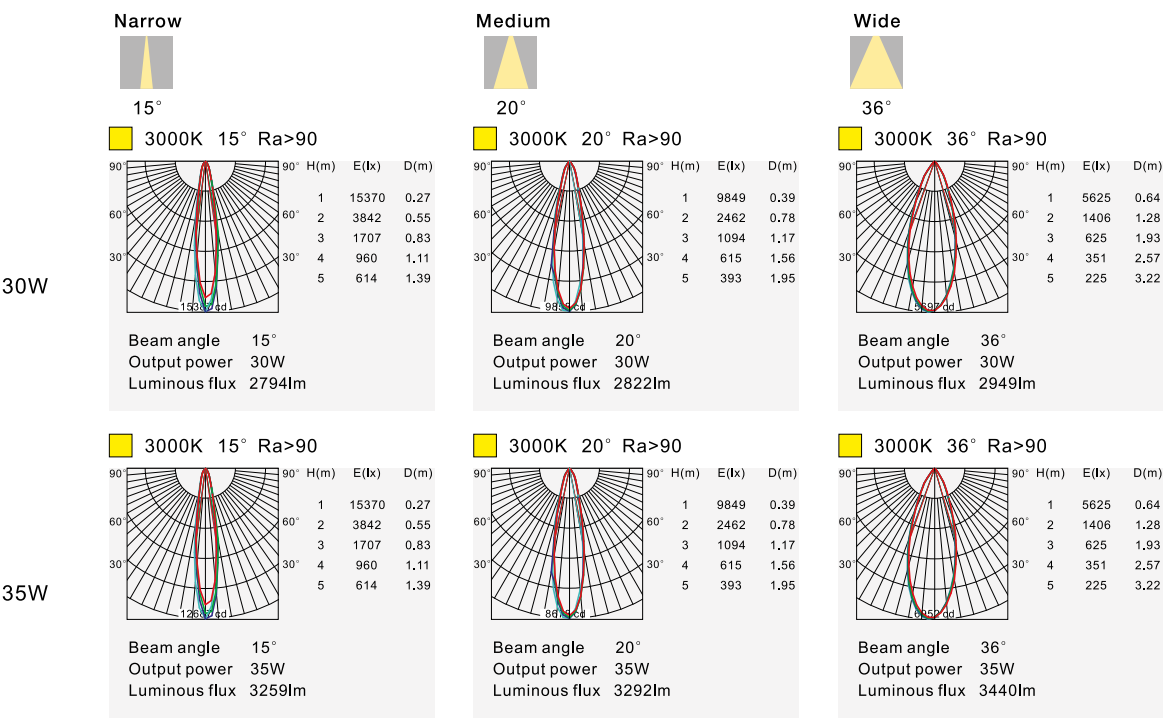 Narrow Medium Wide
15° 20° 36°
30W
3000K 15° Ra>90
90° 90° H(m) E(lx) D(m)
1 15370 0.27
60° 60° 2 3842 0.55
3 1707 0.83
30° 30° 4 960 1.11
5 614 1.39
cd
Beam angle 15°
Output power 30W
Luminous flux 2794lm
3000K 20° Ra>90
90° 90° H(m) E(lx) D(m)
1 9849 0.39
60° 60° 2 2462 0.78
3 1094 1.17
30° 30° 4 615 1.56
5 393 1.95
cd
Beam angle 20°
Output power 30W
Luminous flux 2822lm
3000K 36° Ra>90
90° 90° H(m) E(lx) D(m)
1 5625 0.64
60° 60° 2 1406 1.28
3 625 1.93
30° 30° 4 351 2.57
5 225 3.22
5697 cd
Beam angle 36°
Output power 30W
Luminous flux 2949lm
35W
3000K 15° Ra>90
90° 90° H(m) E(lx) D(m)
1 15370 0.27
60° 60° 2 3842 0.55
3 1707 0.83
30° 30° 4 960 1.11
5 614 1.39
cd
Beam angle 15°
Output power 35W
Luminous flux 3259lm
3000K 20° Ra>90
90° 90° H(m) E(lx) D(m)
1 9849 0.39
60° 60° 2 2462 0.78
3 1094 1.17
30° 30° 4 615 1.56
5 393 1.95
cd
Beam angle 20°
Output power 35W
Luminous flux 3292lm
3000K 36° Ra>90
90° 90° H(m) E(lx) D(m)
1 5625 0.64
60° 60° 2 1406 1.28
3 625 1.93
30° 30° 4 351 2.57
5 225 3.22
cd
Beam angle 36°
Output power 35W
Luminous flux 3440lm